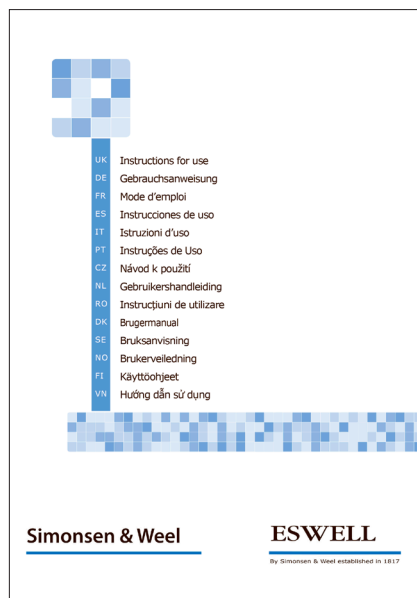 UK Instructions for use
DE Gebrauchsanweisung
FR Mode d'emploi
ES Instrucciones de uso
IT Istruzioni d'uso
PT Instruções de Uso
CZ Návod k použití
NL Gebruikershandleiding
RO Instrucțiuni de utilizare
DK Brugermanual
SE Bruksanvisning
NO Brukerveiledning
FI Käyttöohjeet
VN Hướng dẫn sử dụng
Simonsen & Weel
ESWELL
By Simonsen & Weel established in 1817